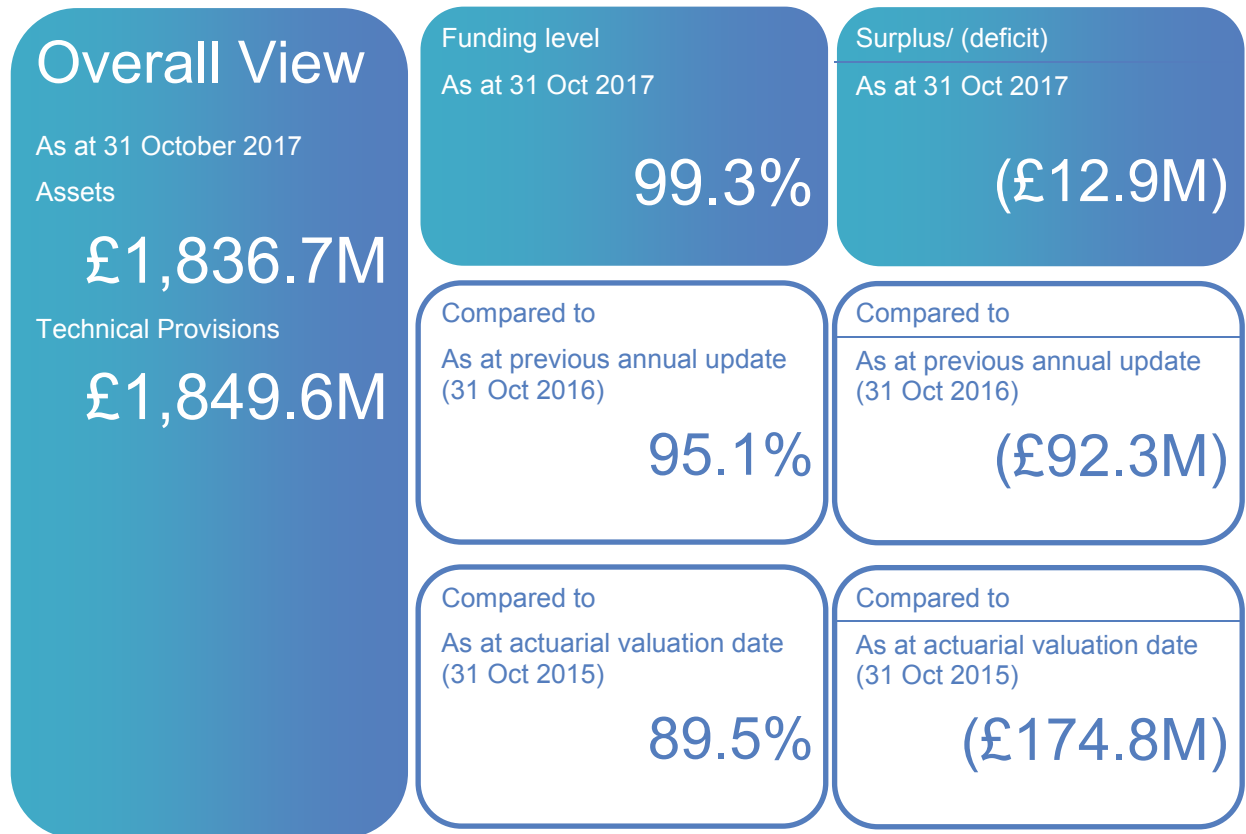 Overall View
As at 31 October 2017
Assets
£1,836.7M
Technical Provisions
£1,849.6M
Funding level
As at 31 Oct 2017
99.3%
Surplus/ (deficit)
As at 31 Oct 2017
(£12.9M)
Compared to
As at previous annual update
(31 Oct 2016)
95.1%
Compared to
As at previous annual update
(31 Oct 2016)
(£92.3M)
Compared to
As at actuarial valuation date
(31 Oct 2015)
89.5%
Compared to
As at actuarial valuation date
(31 Oct 2015)
(£174.8M)